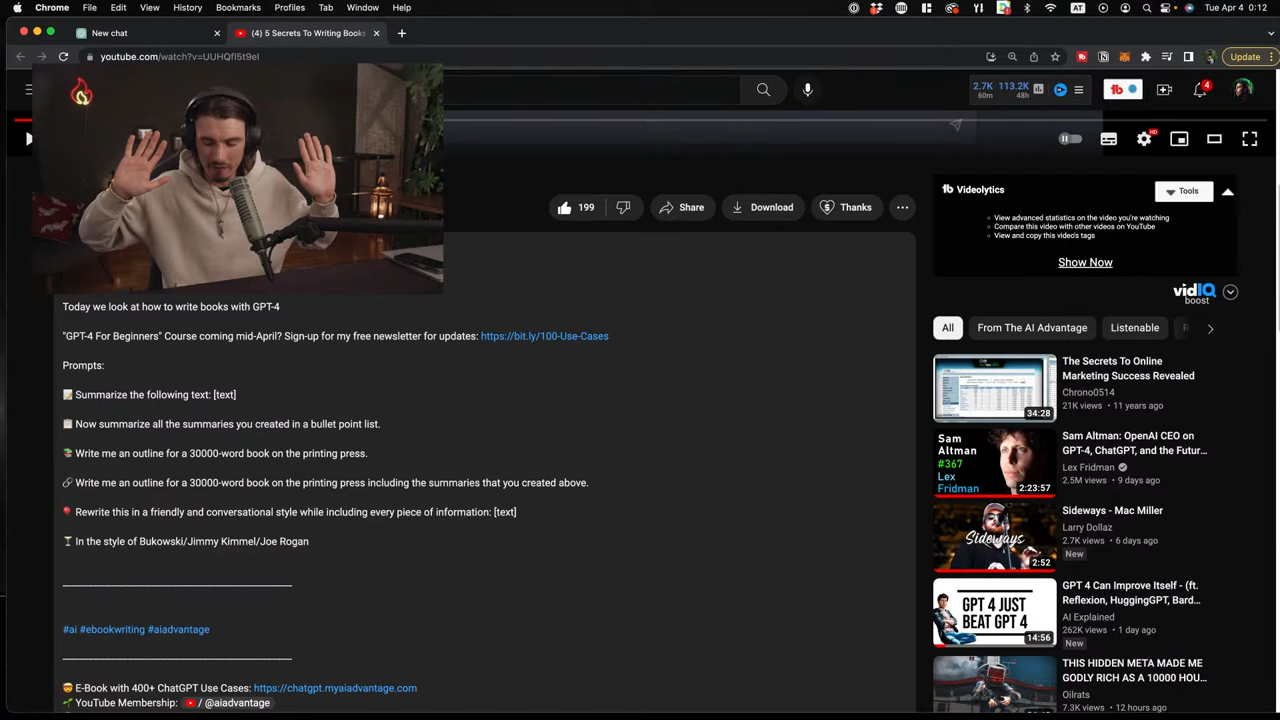 Chrome File Edit View History Bookmarks Profiles Tab Window Help
AT
Tue Apr 4 0:12
New chat
(4) 5 Secrets To Writing Books
youtube.com/watch?v=UUHQfl5t9eI
Update
2.7K 113.2K
60m 48h
4
HD
199
Share
Download
Thanks
Videolytics
Tools
View advanced statistics on the video you're watching
Compare this video with other videos on YouTube
View and copy this video's tags
Show Now
vidIQ
boost
All
From The AI Advantage
Listenable
Today we look at how to write books with GPT-4
"GPT-4 For Beginners" Course coming mid-April? Sign-up for my free newsletter for updates: https://bit.ly/100-Use-Cases
Prompts:
📝 Summarize the following text: [text]
📋 Now summarize all the summaries you created in a bullet point list.
📚 Write me an outline for a 30000-word book on the printing press.
🔗 Write me an outline for a 30000-word book on the printing press including the summaries that you created above.
🎈 Rewrite this in a friendly and conversational style while including every piece of information: [text]
🍸 In the style of Bukowski/Jimmy Kimmel/Joe Rogan
#ai #ebookwriting #aiadvantage
🤯 E-Book with 400+ ChatGPT Use Cases: https://chatgpt.myaiadvantage.com
🌱 YouTube Membership: / @aiadvantage
34:28
The Secrets To Online
Marketing Success Revealed
Chrono0514
21K views • 11 years ago
Sam
Altman
#367
Lex
Fridman
2:23:57
Sam Altman: OpenAI CEO on
GPT-4, ChatGPT, and the Futur...
Lex Fridman
2.5M views • 9 days ago
Sideways
2:52
Sideways - Mac Miller
Larry Dollaz
2.7K views • 6 days ago
New
GPT 4 JUST
BEAT GPT 4
14:56
GPT 4 Can Improve Itself - (ft.
Reflexion, HuggingGPT, Bard...
AI Explained
262K views • 1 day ago
New
THIS HIDDEN META MADE ME
GODLY RICH AS A 10000 HOU...
Oilrats
7.3K views • 12 hours ago